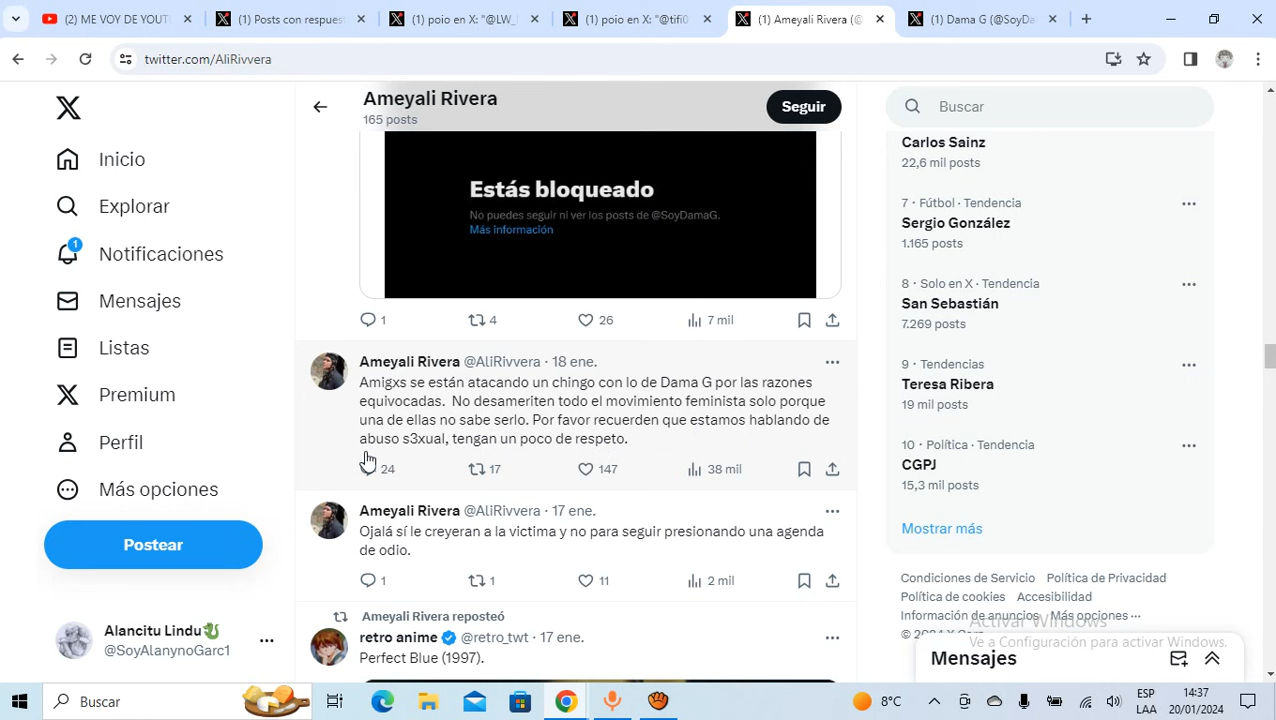 (2) ME VOY DE YOUT
(1) Posts con respues
(1) poio en X: "@LW_
(1) poio en X: "@tifi0
(1) Ameyali Rivera (@
(1) Dama G (@SoyDa
twitter.com/AliRivvera
Ameyali Rivera
165 posts
Seguir
Buscar
Inicio
Explorar
1
Notificaciones
Mensajes
Listas
Premium
Perfil
Más opciones
Postear
Alancitu Lindu
@SoyAlanynoGarc1
Estás bloqueado
No puedes seguir ni ver los posts de @SoyDamaG.
Más información
1 4 26 7 mil
Ameyali Rivera @AliRivvera · 18 ene.
Amigxs se están atacando un chingo con lo de Dama G por las razones
equivocadas. No desameriten todo el movimiento feminista solo porque
una de ellas no sabe serlo. Por favor recuerden que estamos hablando de
abuso s3xual, tengan un poco de respeto.
24 17 147 38 mil
Ameyali Rivera @AliRivvera · 17 ene.
Ojalá sí le creyeran a la victima y no para seguir presionando una agenda
de odio.
1 1 11 2 mil
Ameyali Rivera reposteó
retro anime @retro_twt · 17 ene.
Perfect Blue (1997).
Carlos Sainz
22,6 mil posts
7 · Fútbol · Tendencia
Sergio González
1.165 posts
8 · Solo en X · Tendencia
San Sebastián
7.269 posts
9 · Tendencias
Teresa Ribera
19 mil posts
10 · Política · Tendencia
CGPJ
15,3 mil posts
Mostrar más
Condiciones de Servicio Política de Privacidad
Política de cookies Accesibilidad
Información de anuncios Más opciones
© 2024 X Corp.
Activar Windows
Ve a Configuración para activar Windows.
Mensajes
Buscar
8°C
ESP
LAA
14:37
20/01/2024